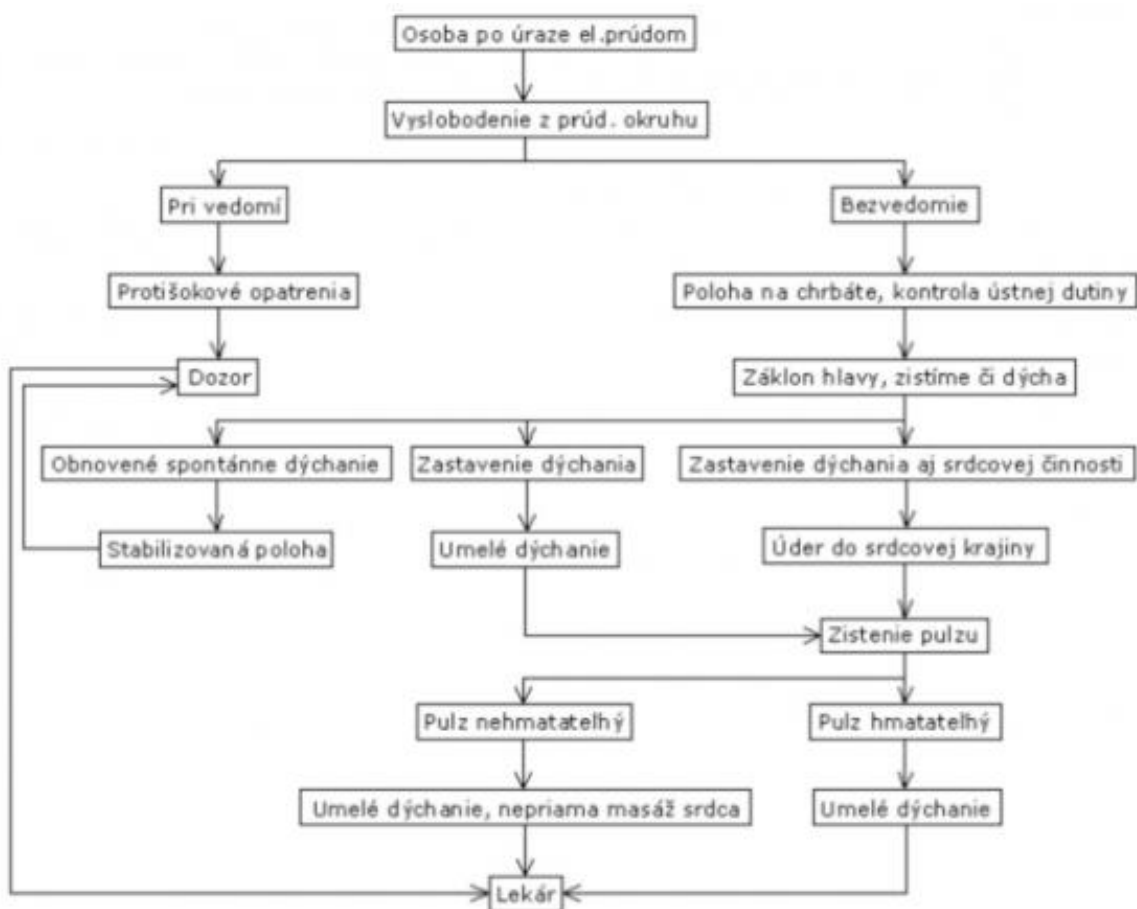 Osoba po úraze el.prúdom
Vyslobodenie z prúd. okruhu
Pri vedomí
Bezvedomie
Protišokové opatrenia
Poloha na chrbáte, kontrola ústnej dutiny
Dozor
Záklon hlavy, zistíme či dýcha
Obnovené spontánne dýchanie
Zastavenie dýchania
Zastavenie dýchania aj srdcovej činnosti
Stabilizovaná poloha
Umelé dýchanie
Úder do srdcovej krajiny
Zistenie pulzu
Pulz nehmatateľhý
Pulz hmatateľhý
Umelé dýchanie, nepriama masáž srdca
Umelé dýchanie
Lekár